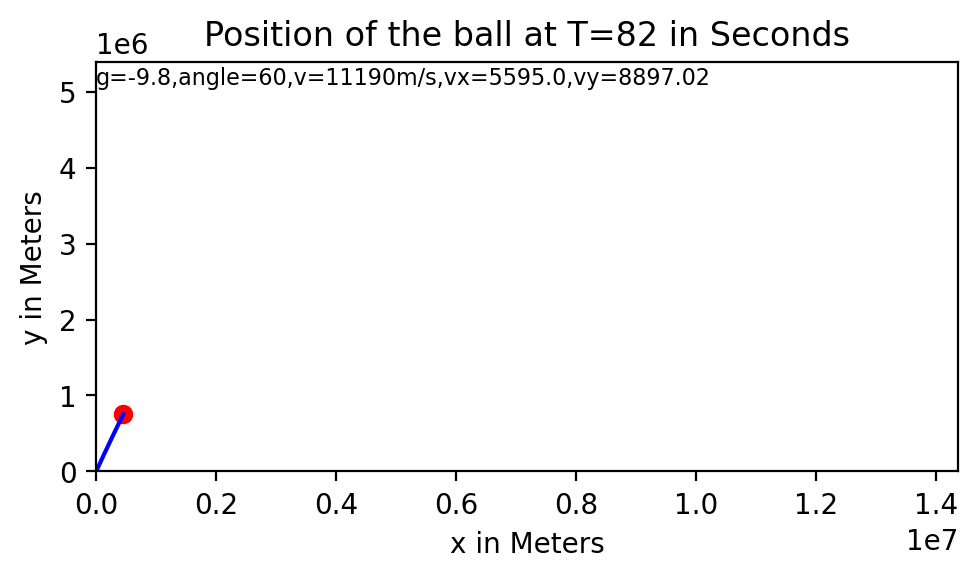 Position of the ball at T=82 in Seconds
1e6
g=-9.8,angle=60,v=11190m/s,vx=5595.0,vy=8897.02
5
4
3
2
1
0
y in Meters
0.0 0.2 0.4 0.6 0.8 1.0 1.2 1.4
1e7
x in Meters